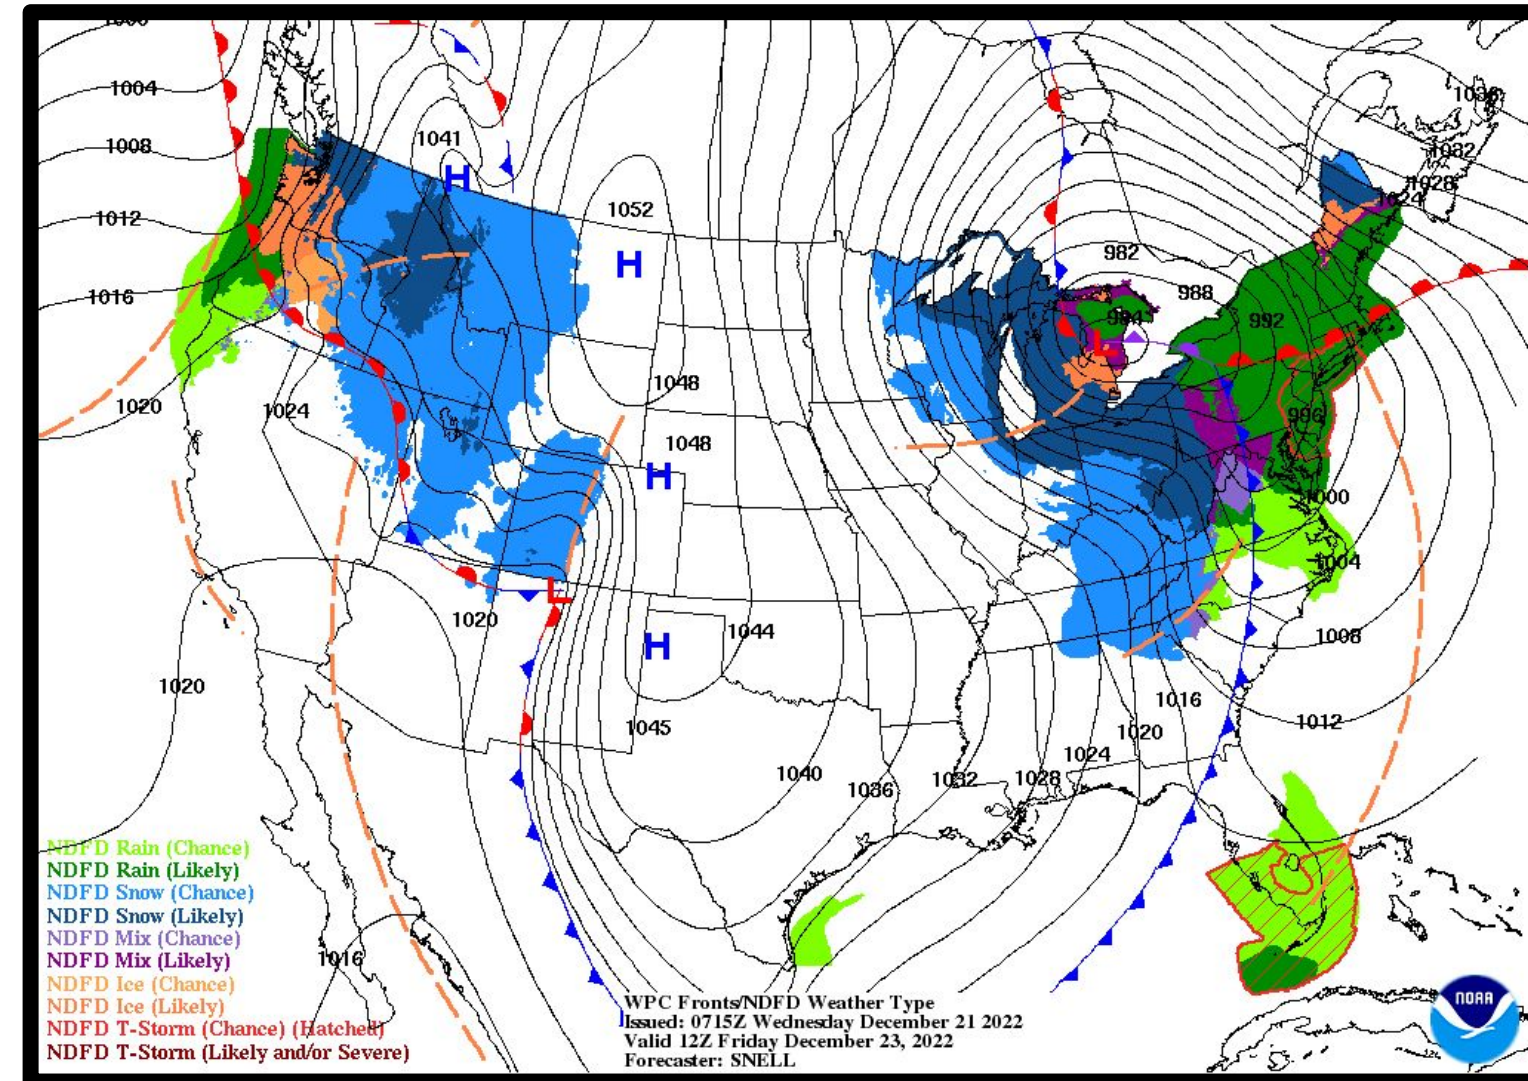 1004
1041
1036
1008
1032
1052
1028
1024
1012
H
H
982
988
1016
984
992
L
1048
1020
1024
996
1048
H
1000
1004
L
1020
H
1044
1008
1020
1016
1045
1012
1020
1024
1040
1036
1032
1028
NDFD Rain (Chance)
NDFD Rain (Likely)
NDFD Snow (Chance)
NDFD Snow (Likely)
NDFD Mix (Chance)
NDFD Mix (Likely)
1016
NDFD Ice (Chance)
NDFD Ice (Likely)
NDFD T-Storm (Chance) (Hatched)
NDFD T-Storm (Likely and/or Severe)
WPC Fronts/NDFD Weather Type
Issued: 0715Z Wednesday December 21 2022
Valid 12Z Friday December 23, 2022
Forecaster: SNELL
NOAA